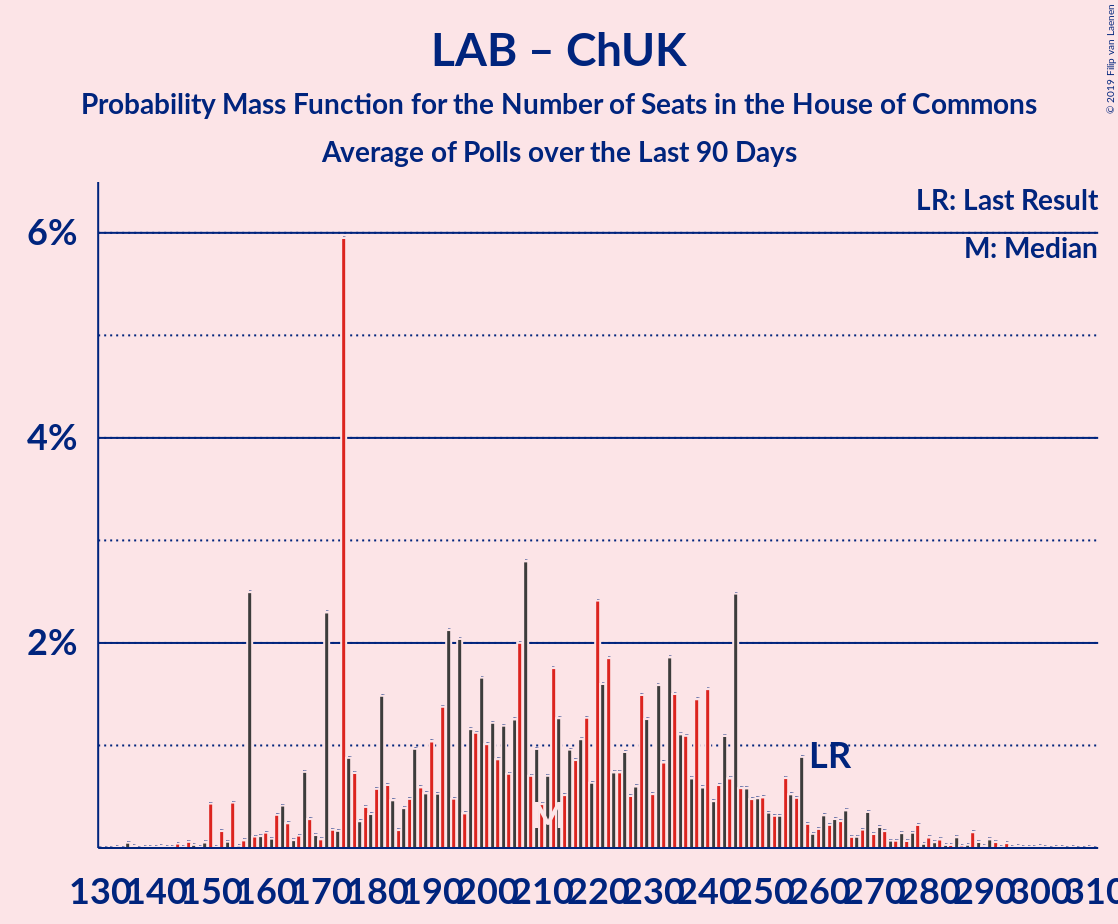 LAB – ChUK
Probability Mass Function for the Number of Seats in the House of Commons
Average of Polls over the Last 90 Days
© 2019 Filip van Laenen
LR: Last Result
M: Median
6%
4%
2%
LR
M
130 140 150 160 170 180 190 200 210 220 230 240 250 260 270 280 290 300 310